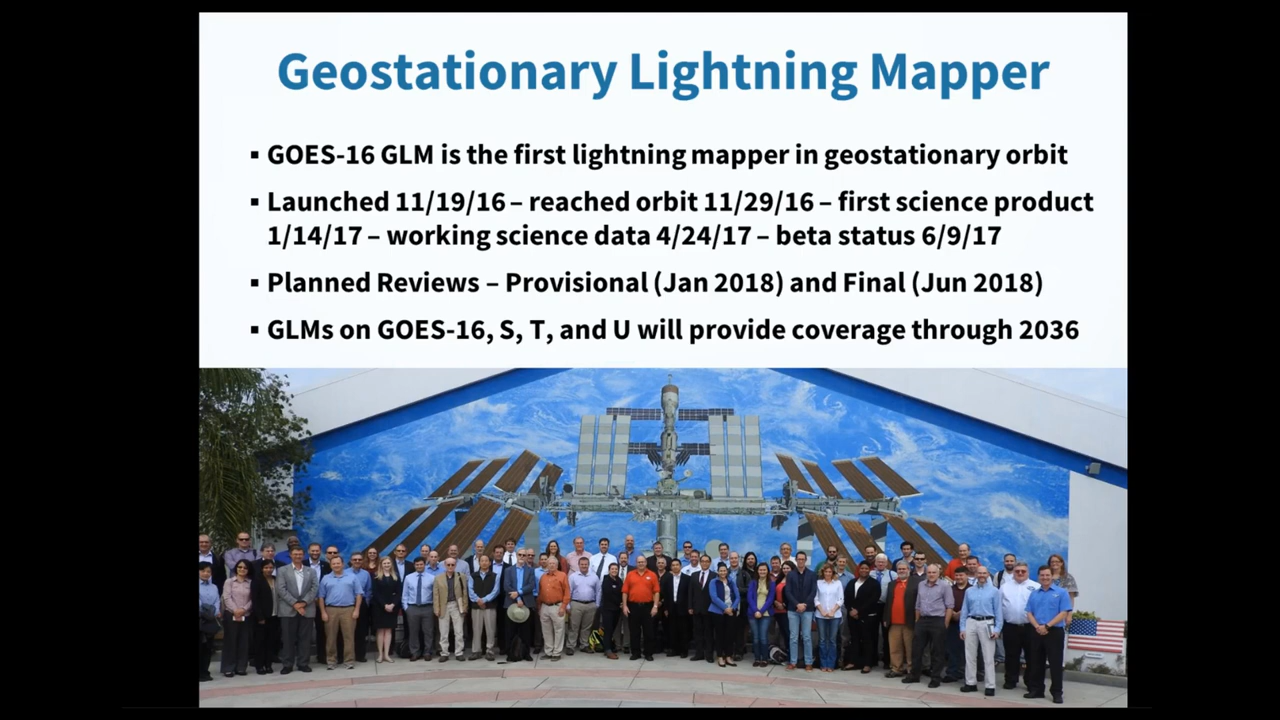 Geostationary Lightning Mapper
▪ GOES-16 GLM is the first lightning mapper in geostationary orbit
▪ Launched 11/19/16 – reached orbit 11/29/16 – first science product
1/14/17 – working science data 4/24/17 – beta status 6/9/17
▪ Planned Reviews – Provisional (Jan 2018) and Final (Jun 2018)
▪ GLMs on GOES-16, S, T, and U will provide coverage through 2036